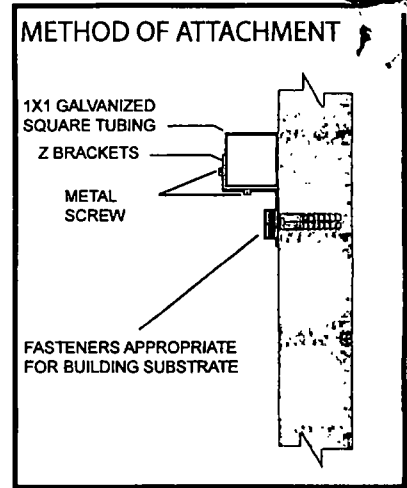 METHOD OF ATTACHMENT
1X1 GALVANIZED
SQUARE TUBING
Z BRACKETS
METAL
SCREW
FASTENERS APPROPRIATE
FOR BUILDING SUBSTRATE